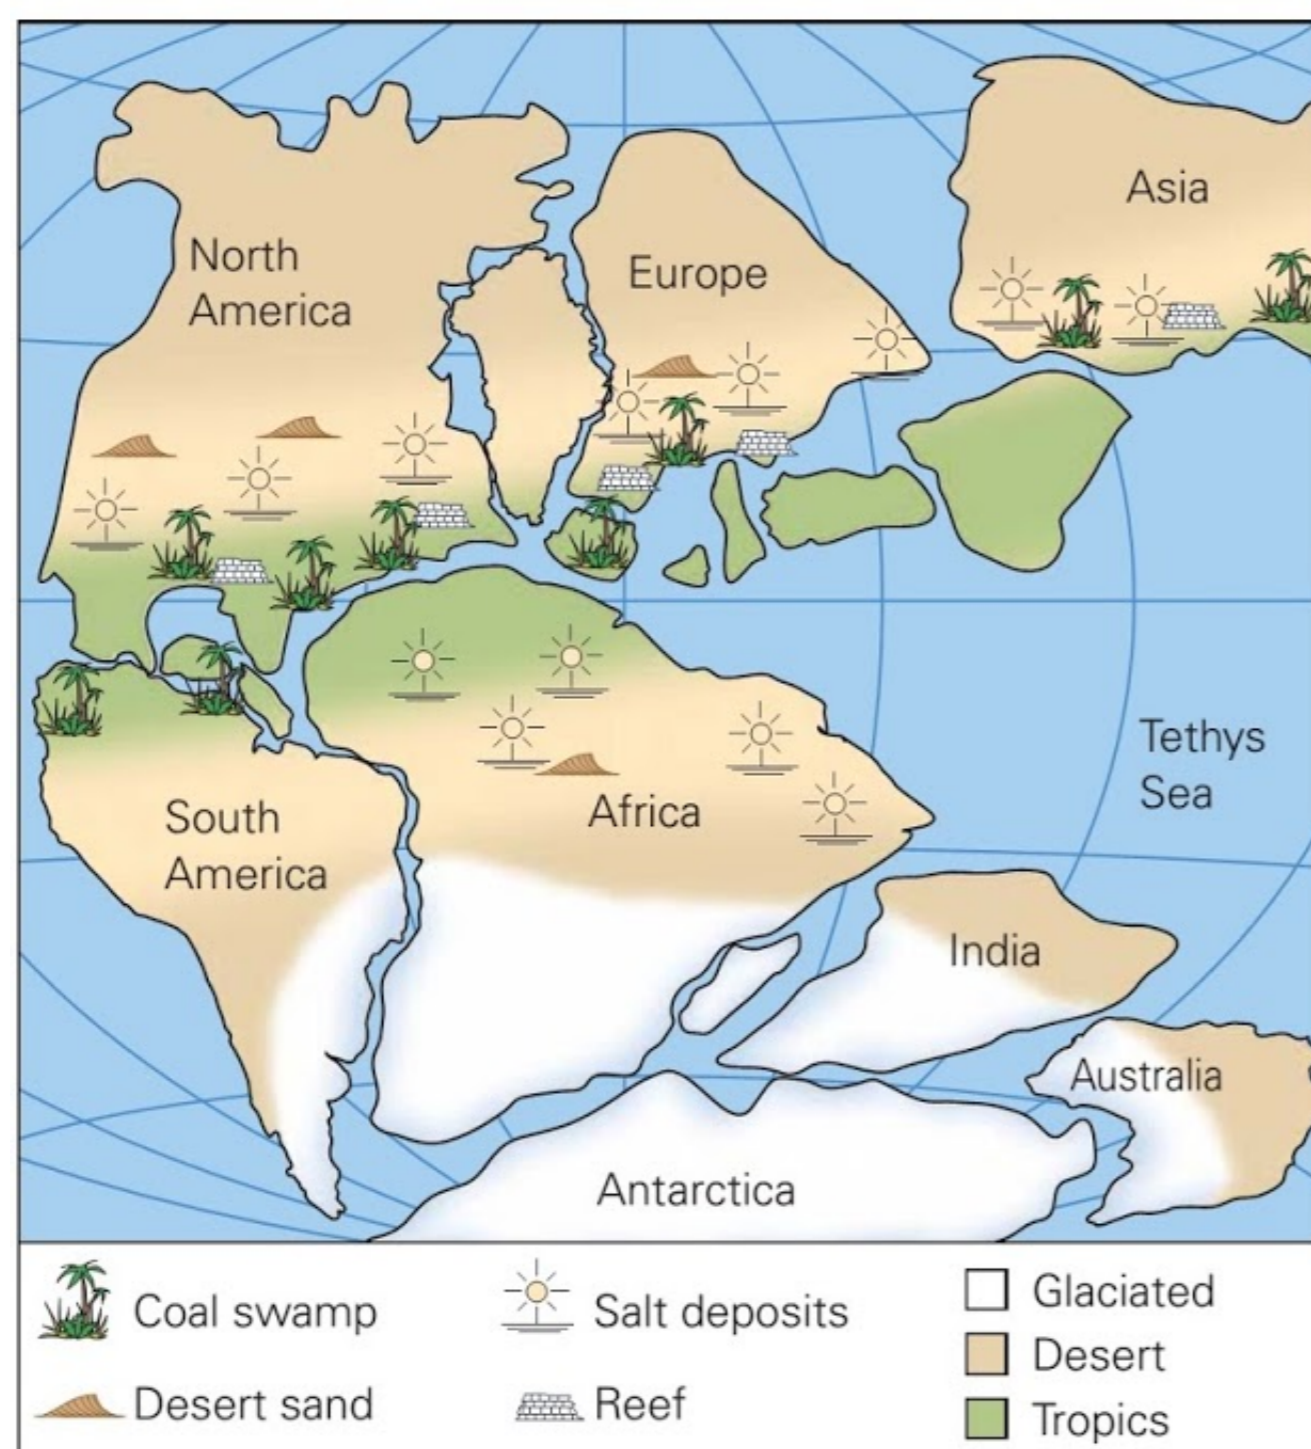 North
America
Europe
Asia
South
America
Africa
Tethys
Sea
India
Australia
Antarctica
Coal swamp
Salt deposits
Glaciated
Desert
Desert sand
Reef
Tropics